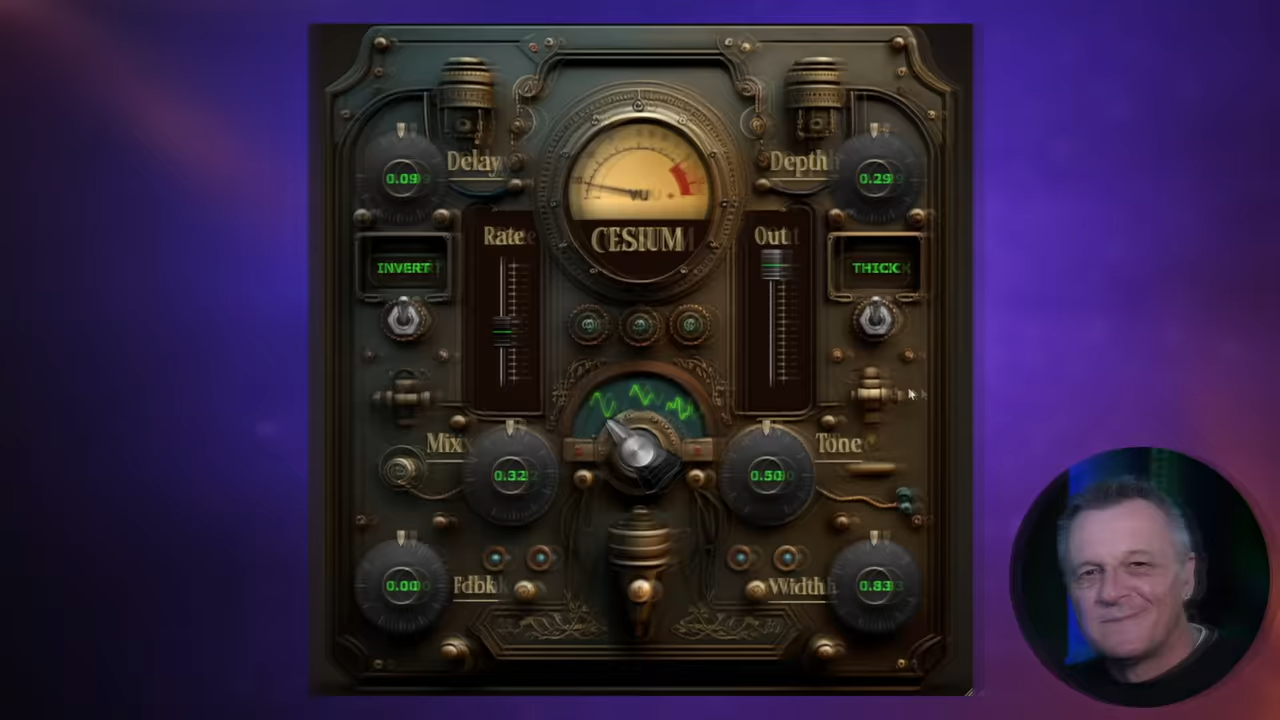 Delay
Depth
0.09
0.29
VU
Rate
CESIUM
Out
INVERT
THICK
Mix
Tone
0.32
0.50
Fdbk
Width
0.00
0.83